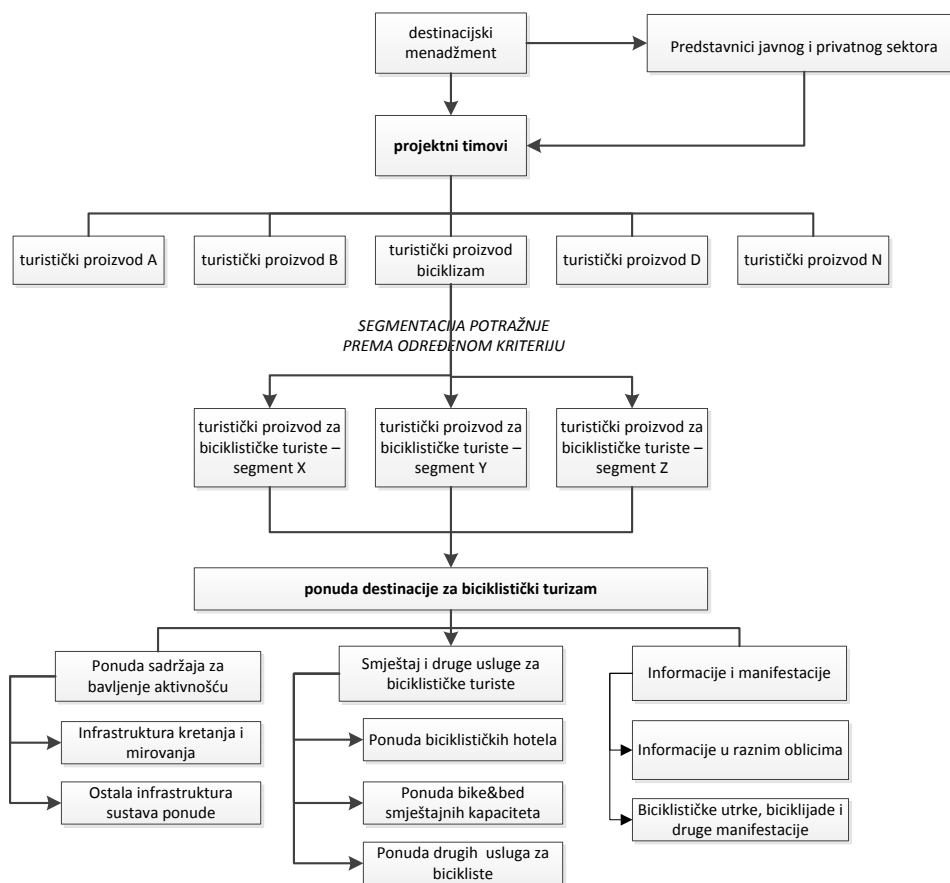 destinacijski
menadžment
Predstavnici javnog i privatnog sektora
projektni timovi
turistički proizvod A
turistički proizvod B
turistički proizvod
biciklizam
turistički proizvod D
turistički proizvod N
SEGMENTACIJA POTRAŽNJE
PREMA ODREĐENOM KRITERIJU
turistički proizvod za
biciklističke turiste –
segment X
turistički proizvod za
biciklističke turiste –
segment Y
turistički proizvod za
biciklističke turiste –
segment Z
ponuda destinacije za biciklistički turizam
Ponuda sadržaja za
bavljenje aktivnošću
Infrastruktura kretanja i
mirovanja
Ostala infrastruktura
sustava ponude
Smještaj i druge usluge za
biciklističke turiste
Ponuda biciklističkih hotela
Ponuda bike&bed
smještajnih kapaciteta
Ponuda drugih usluga za
bicikliste
Informacije i manifestacije
Informacije u raznim oblicima
Biciklističke utrke, biciklijade i
druge manifestacije